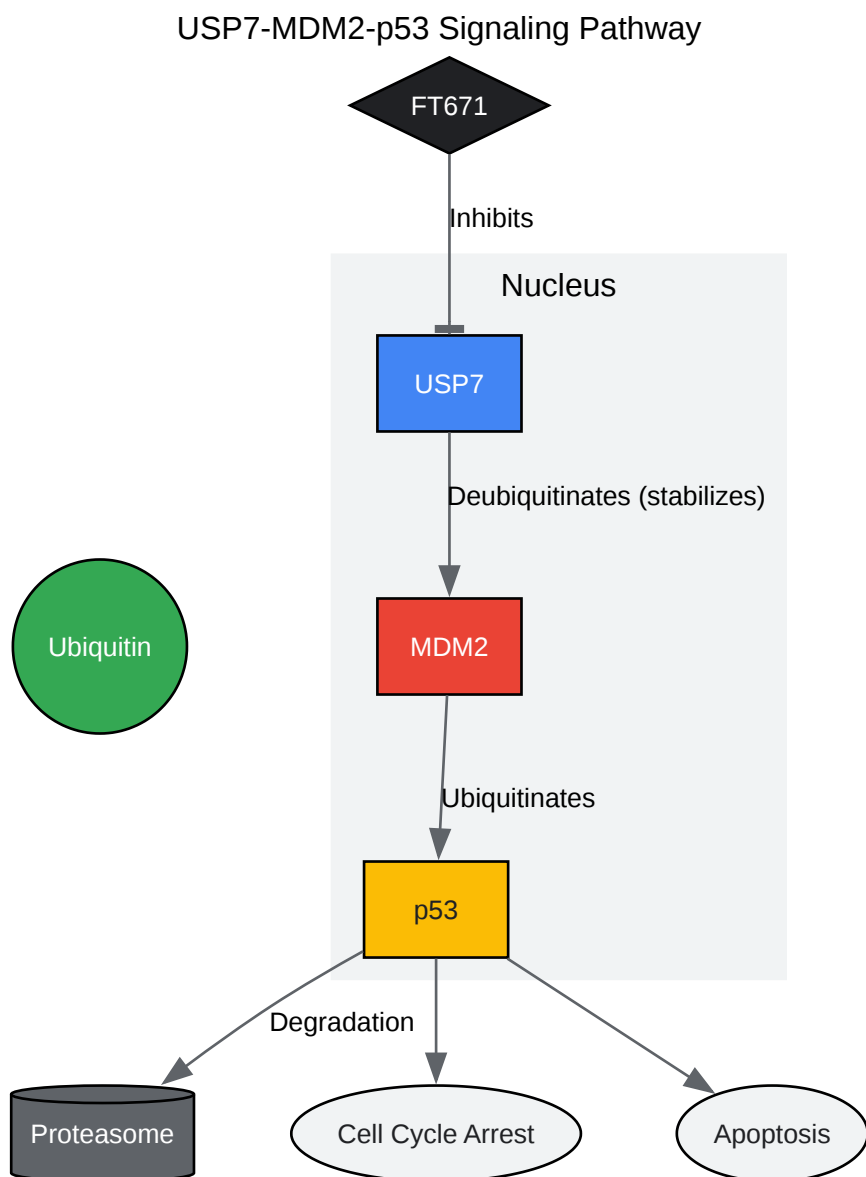 USP7-MDM2-p53 Signaling Pathway
FT671
Inhibits
Nucleus
USP7
Deubiquitinates (stabilizes)
Ubiquitin
MDM2
Ubiquitinates
p53
Degradation
Proteasome
Cell Cycle Arrest
Apoptosis